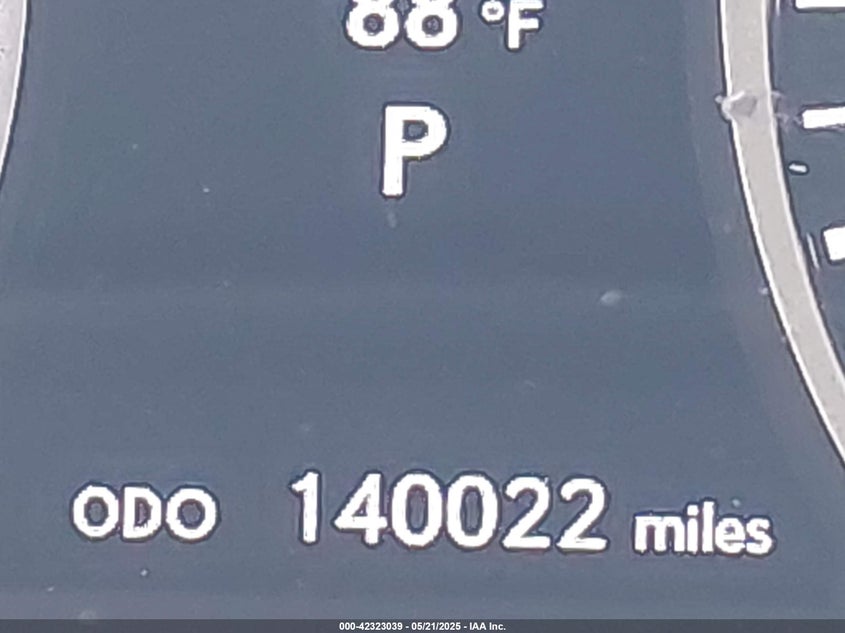 88 °F
P
ODO 140022 miles
000-42323039 - 05/21/2025 - IAA Inc.